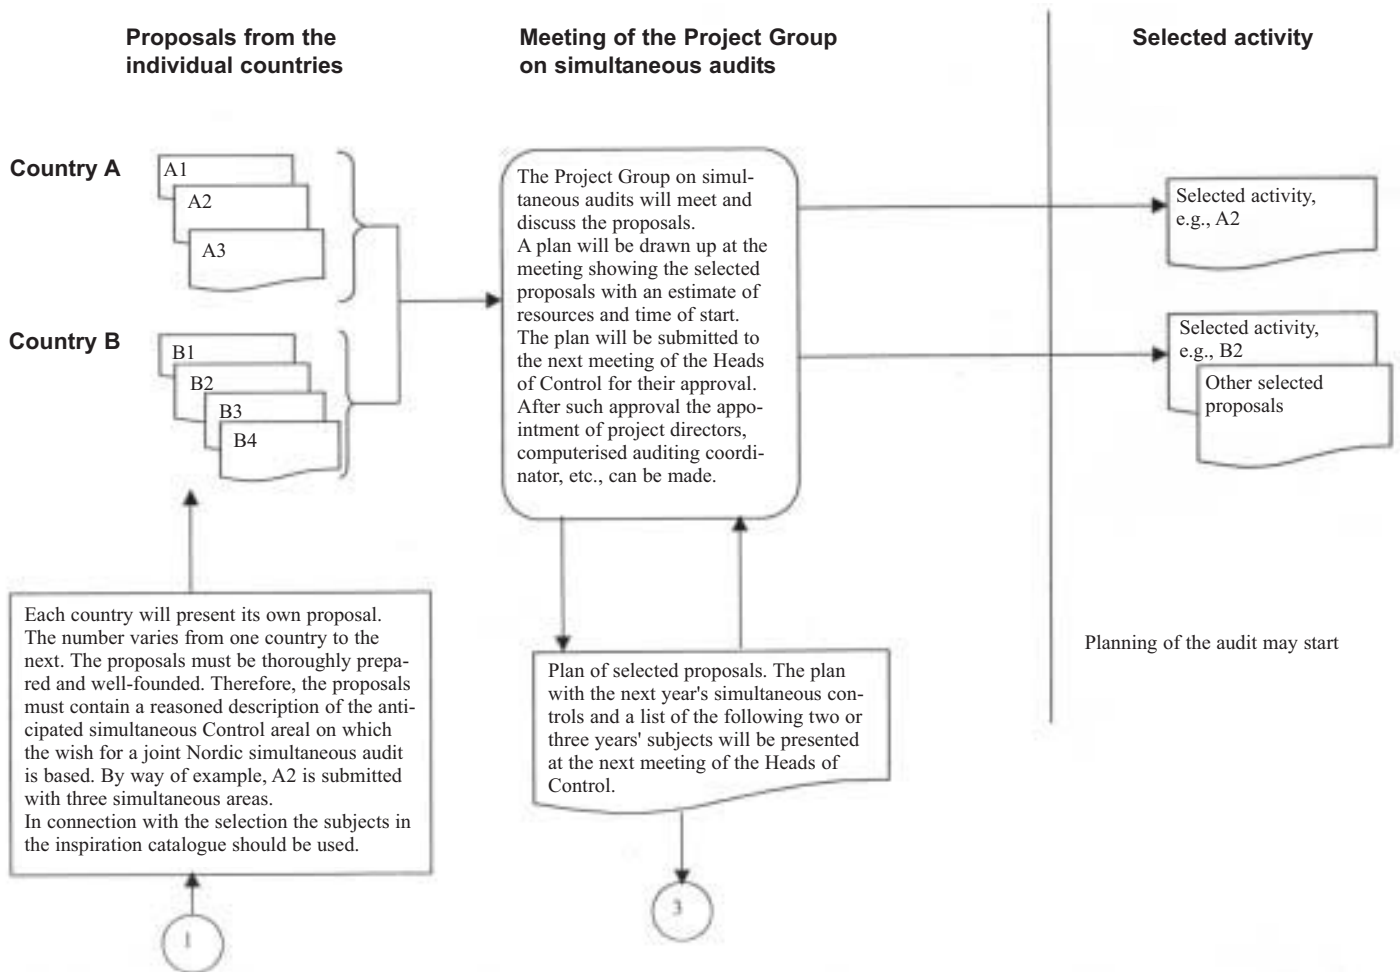 Proposals from the
individual countries
Meeting of the Project Group
on simultaneous audits
Selected activity
Country A
A1
A2
A3
Country B
B1
B2
B3
B4
The Project Group on simul-
taneous audits will meet and
discuss the proposals.
A plan will be drawn up at the
meeting showing the selected
proposals with an estimate of
resources and time of start.
The plan will be submitted to
the next meeting of the Heads
of Control for their approval.
After such approval the appo-
intment of project directors,
computerised auditing coordi-
nator, etc., can be made.
Selected activity,
e.g., A2
Selected activity,
e.g., B2
Other selected
proposals
Each country will present its own proposal.
The number varies from one country to the
next. The proposals must be thoroughly prepa-
red and well-founded. Therefore, the proposals
must contain a reasoned description of the anti-
cipated simultaneous Control areal on which
the wish for a joint Nordic simultaneous audit
is based. By way of example, A2 is submitted
with three simultaneous areas.
In connection with the selection the subjects in
the inspiration catalogue should be used.
1
Plan of selected proposals. The plan
with the next year's simultaneous con-
trols and a list of the following two or
three years' subjects will be presented
at the next meeting of the Heads of
Control.
3
Planning of the audit may start